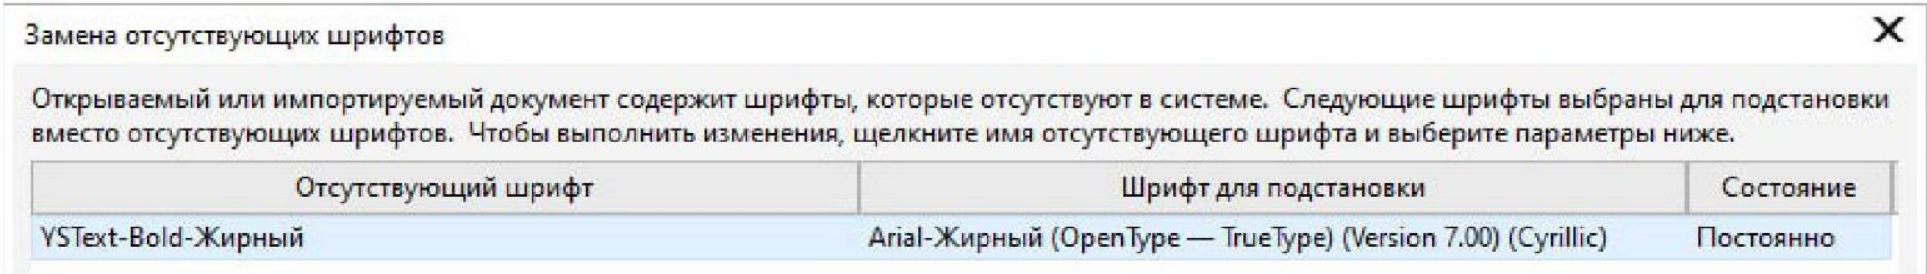 Замена отсутствующих шрифтов
Открываемый или импортируемый документ содержит шрифты, которые отсутствуют в системе.  Следующие шрифты выбраны для подстановки
вместо отсутствующих шрифтов.  Чтобы выполнить изменения, щелкните имя отсутствующего шрифта и выберите параметры ниже.
Отсутствующий шрифт Шрифт для подстановки Состояние
YSText-Bold-Жирный Arial-Жирный (OpenType — TrueType) (Version 7.00) (Cyrillic) Постоянно